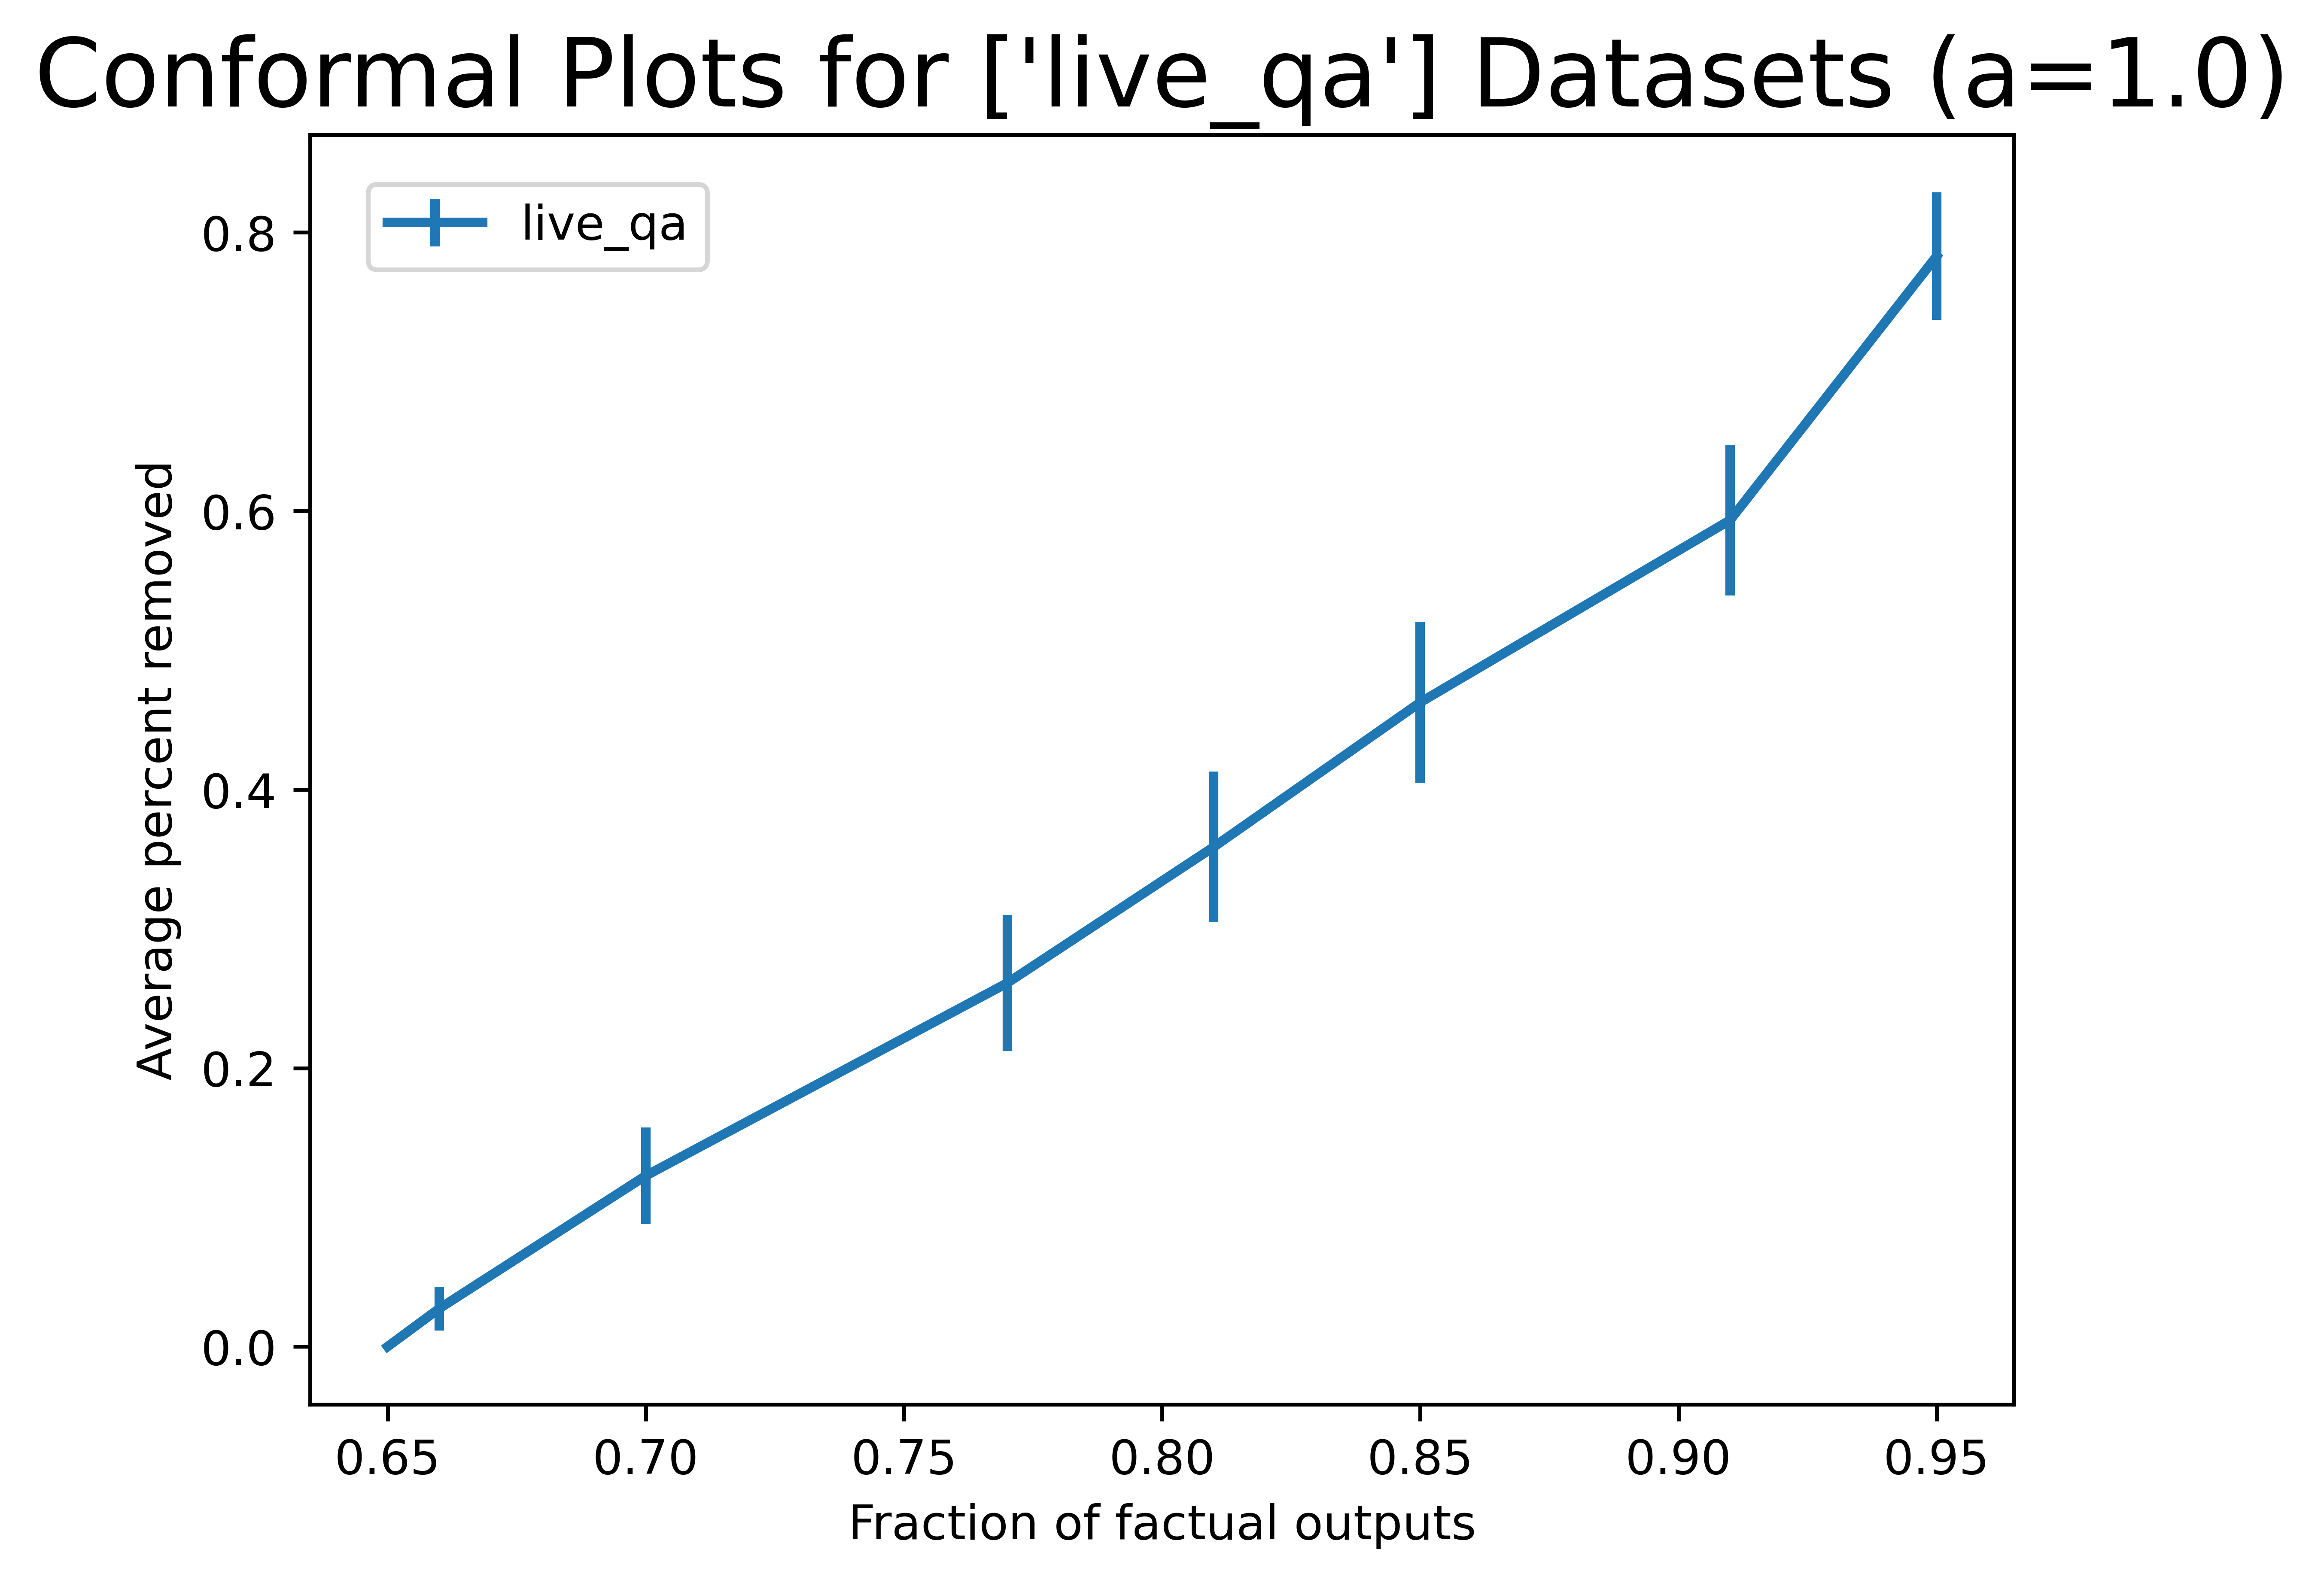 Conformal Plots for ['live_qa'] Datasets (a=1.0)
live_qa
Average percent removed
0.8
0.6
0.4
0.2
0.0
0.65 0.70 0.75 0.80 0.85 0.90 0.95
Fraction of factual outputs